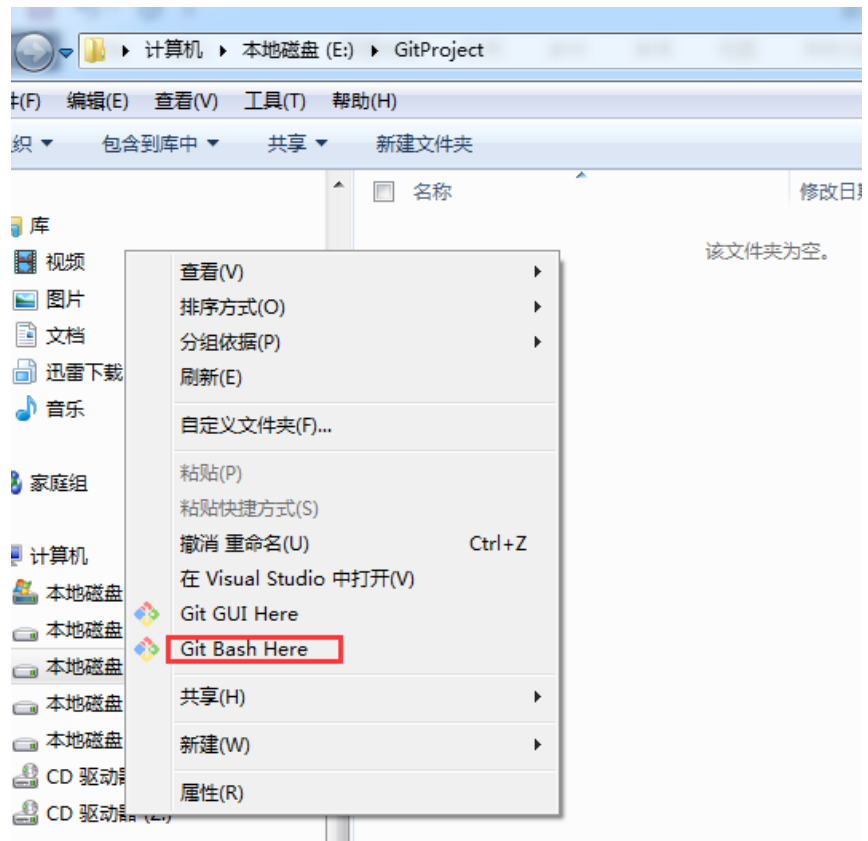 计算机 本地磁盘 (E:) GitProject
(F) 编辑(E) 查看(V) 工具(T) 帮助(H)
织 包含到库中 共享 新建文件夹
名称 修改日期
该文件夹为空。
库
视频
图片
文档
迅雷下载
音乐
家庭组
计算机
本地磁盘
本地磁盘
本地磁盘
本地磁盘
本地磁盘
CD 驱动器
CD 驱动器 (Z:)
查看(V)
排序方式(O)
分组依据(P)
刷新(E)
自定义文件夹(F)...
粘贴(P)
粘贴快捷方式(S)
撤消 重命名(U) Ctrl+Z
在 Visual Studio 中打开(V)
Git GUI Here
Git Bash Here
共享(H)
新建(W)
属性(R)